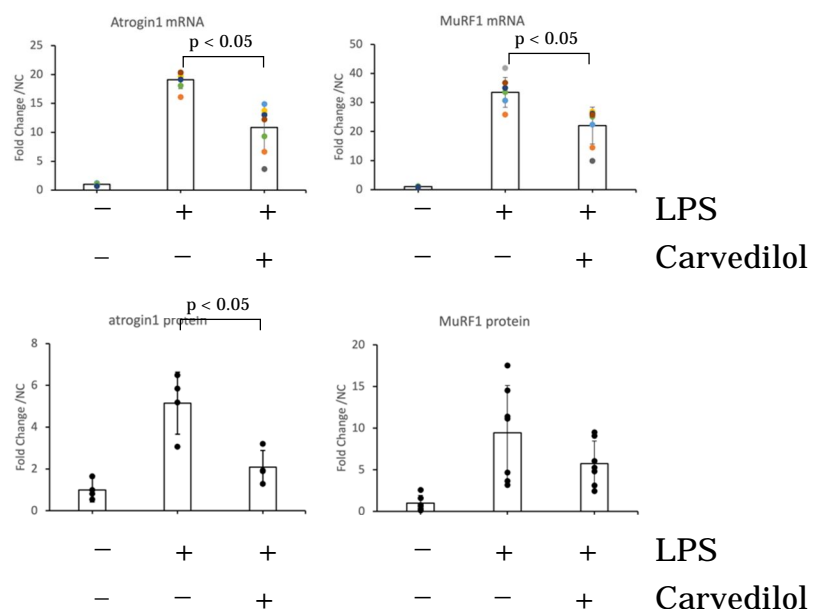 Atrogin1 mRNA
p < 0.05
Fold Change /NC
25
20
15
10
5
0
MuRF1 mRNA
p < 0.05
Fold Change /NC
50
40
30
20
10
0
− + + − + + LPS
− − + − − + Carvedilol
p < 0.05
atrogin1 protein
Fold Change /NC
8
6
4
2
0
MuRF1 protein
Fold Change /NC
20
15
10
5
0
− + + − + + LPS
− − + − − + Carvedilol